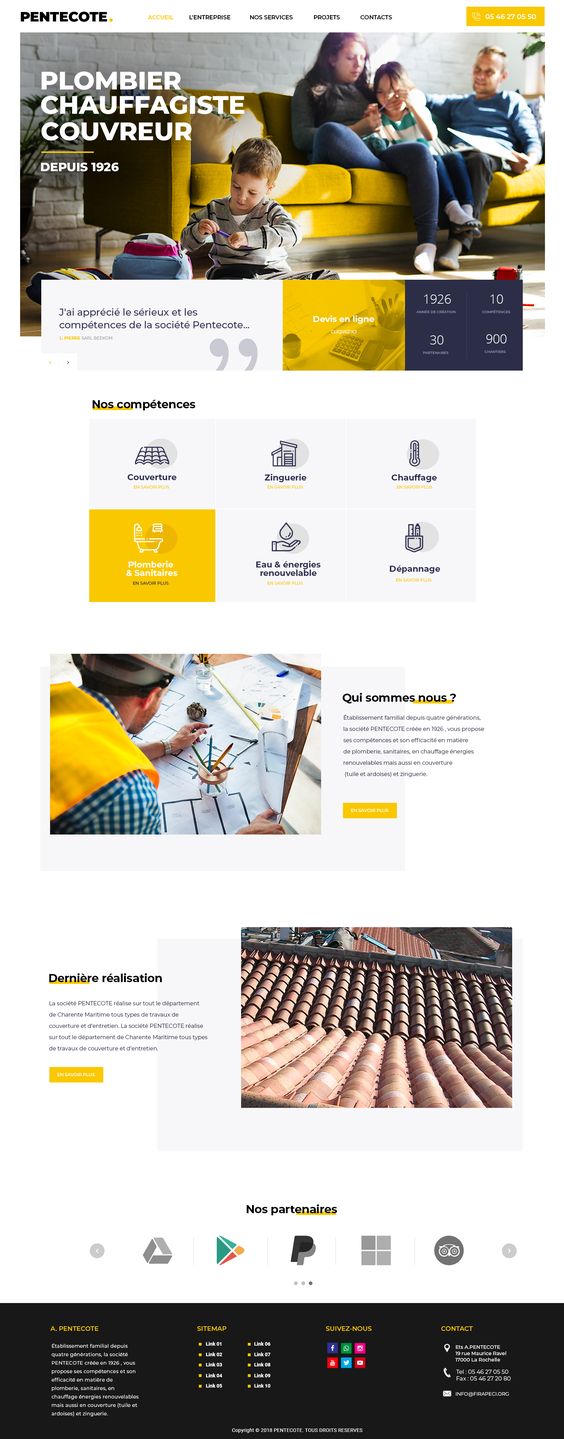 PENTECOTE.
ACCUEIL
L'ENTREPRISE
NOS SERVICES
PROJETS
CONTACTS
05 46 27 05 50
PLOMBIER
CHAUFFAGISTE
COUVREUR
DEPUIS 1926
J'ai apprécié le sérieux et les
compétences de la société Pentecote...
L. PIERRE SARL BEENOM
Devis en ligne
CLIQUEZ ICI
1926
ANNÉE DE CRÉATION
10
COMPÉTENCES
30
PARTENAIRES
900
CHANTIERS
Nos compétences
Couverture
EN SAVOIR PLUS
Zinguerie
EN SAVOIR PLUS
Chauffage
EN SAVOIR PLUS
Plomberie
& Sanitaires
EN SAVOIR PLUS
Eau & énergies
renouvelable
EN SAVOIR PLUS
Dépannage
EN SAVOIR PLUS
Qui sommes nous ?
Établissement familial depuis quatre générations,
la société PENTECOTE créée en 1926 , vous propose
ses compétences et son efficacité en matière
de plomberie, sanitaires, en chauffage énergies
renouvelables mais aussi en couverture
(tuile et ardoises) et zinguerie.
EN SAVOIR PLUS
Dernière réalisation
La société PENTECOTE réalise sur tout le département
de Charente Maritime tous types de travaux de
couverture et d'entretien. La société PENTECOTE réalise
sur tout le département de Charente Maritime tous types
de travaux de couverture et d'entretien.
EN SAVOIR PLUS
Nos partenaires
A. PENTECOTE
Établissement familial depuis
quatre générations, la société
PENTECOTE créée en 1926 , vous
propose ses compétences et son
efficacité en matière de
plomberie, sanitaires, en
chauffage énergies renouvelables
mais aussi en couverture (tuile et
ardoises) et zinguerie.
SITEMAP
Link 01
Link 02
Link 03
Link 04
Link 05
Link 06
Link 07
Link 08
Link 09
Link 10
SUIVEZ-NOUS
CONTACT
Ets A.PENTECOTE
19 rue Maurice Ravel
17000 La Rochelle
Tel : 05 46 27 05 50
Fax : 05 46 27 20 80
INFO@FIRAPECI.ORG
Copyright © 2018 PENTECOTE. TOUS DROITS RESERVES